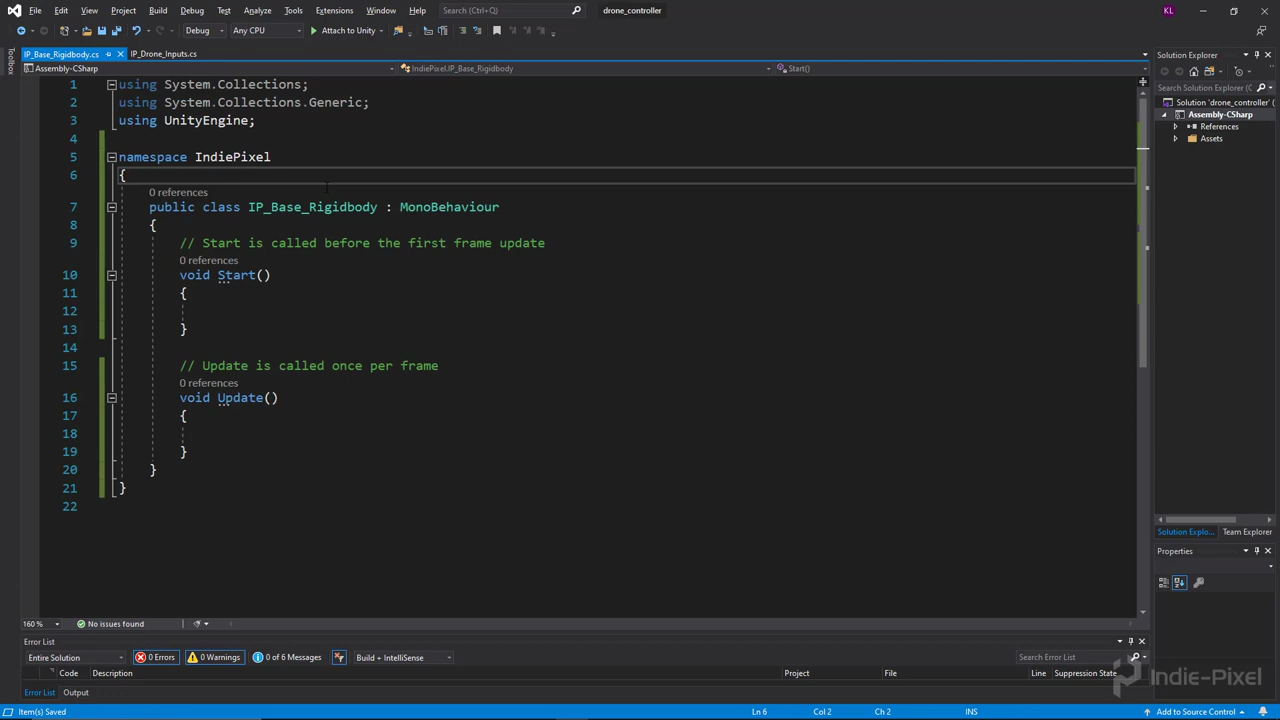 File Edit View Project Build Debug Test Analyze Tools Extensions Window Help Search (Ctrl+Q) drone_controller KL
Debug Any CPU Attach to Unity
Toolbox
IP_Base_Rigidbody.cs IP_Drone_Inputs.cs
Assembly-CSharp IndiePixel.IP_Base_Rigidbody Start()
1 using System.Collections;
2 using System.Collections.Generic;
3 using UnityEngine;
4
5 namespace IndiePixel
6 {
0 references
7 public class IP_Base_Rigidbody : MonoBehaviour
8 {
9 // Start is called before the first frame update
0 references
10 void Start()
11 {
12
13 }
14
15 // Update is called once per frame
0 references
16 void Update()
17 {
18
19 }
20 }
21 }
22
160 % No issues found
Solution Explorer
Search Solution Explorer
Solution 'drone_controller' (
Assembly-CSharp
References
Assets
Solution Explo... Team Explorer
Properties
Error List
Entire Solution 0 Errors 0 Warnings 0 of 6 Messages Build + IntelliSense Search Error List
Code Description Project File Line Suppression State
Error List Output
Indie-Pixel
Item(s) Saved Ln 6 Col 2 Ch 2 INS Add to Source Control